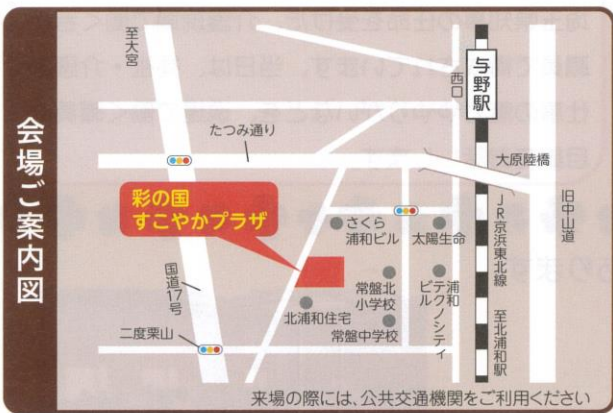 会場ご案内図
至大宮
与野駅
西口
たつみ通り
大原陸橋
彩の国
すこやかプラザ
さくら
浦和ビル
太陽生命
JR京浜東北線
旧中山道
国道17号
常盤北
小学校
浦和
テクノシティ
ビル
北浦和住宅
常盤中学校
二度栗山
至北浦和駅
来場の際には、公共交通機関をご利用ください